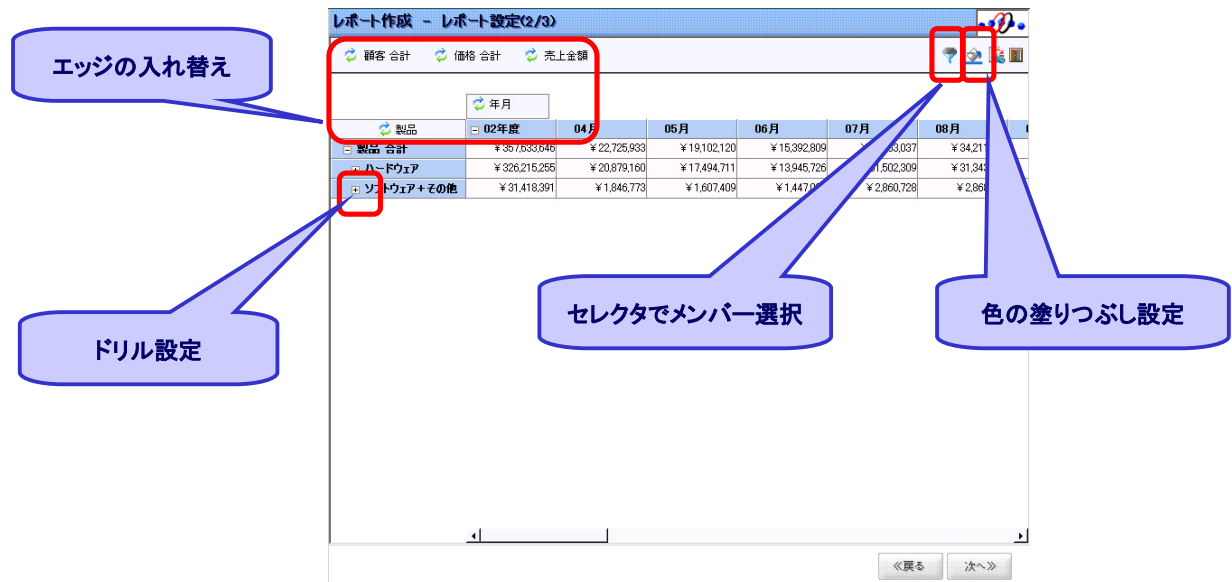 レポート作成 － レポート設定(2/3)
エッジの入れ替え
顧客 合計 価格 合計 売上金額
年月
製品 02年度 04月 05月 06月 07月 08月
製品 合計 ￥357,633,646 ￥22,725,933 ￥19,102,120 ￥15,392,809 ￥34,211
ハードウェア ￥326,215,255 ￥20,879,160 ￥17,494,711 ￥13,945,726 ￥31,343
ソフトウェア＋その他 ￥31,418,391 ￥1,846,773 ￥1,607,409 ￥2,860,728
セレクタでメンバー選択
色の塗りつぶし設定
ドリル設定
≪戻る 次へ≫